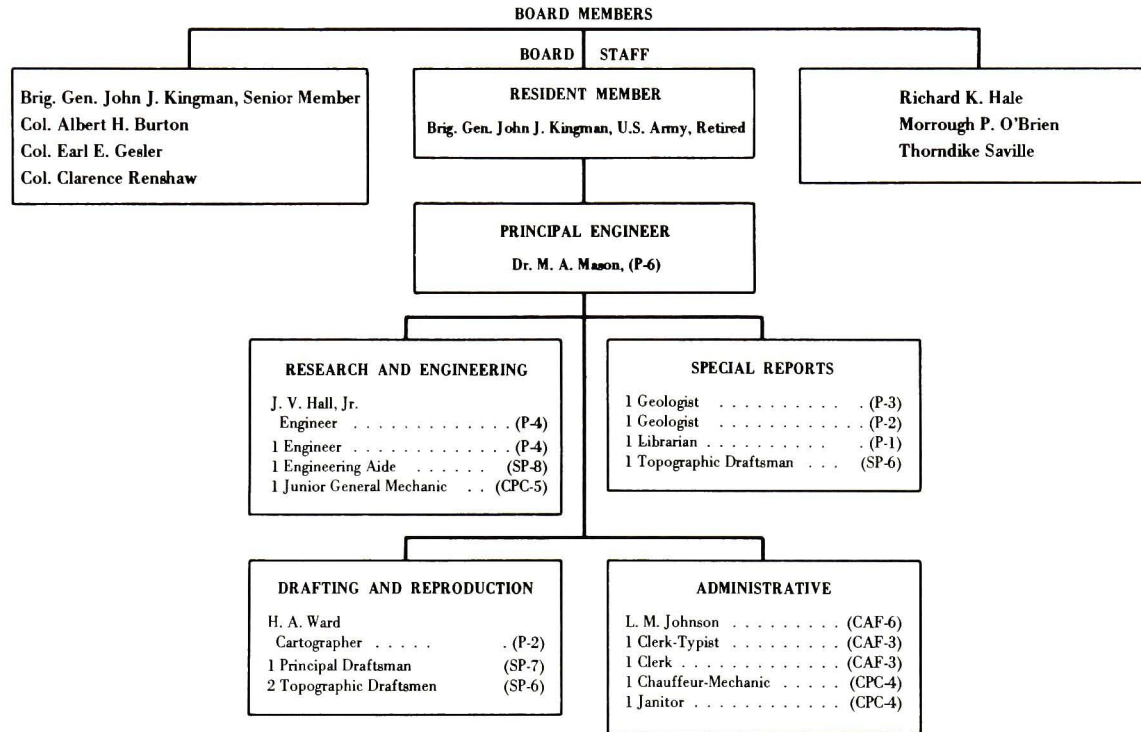 BOARD MEMBERS
BOARD STAFF
Brig. Gen. John J. Kingman, Senior Member
Col. Albert H. Burton
Col. Earl E. Gesler
Col. Clarence Renshaw
RESIDENT MEMBER
Brig. Gen. John J. Kingman, U.S. Army, Retired
Richard K. Hale
Morrough P. O'Brien
Thorndike Saville
PRINCIPAL ENGINEER
Dr. M. A. Mason, (P-6)
RESEARCH AND ENGINEERING
J. V. Hall, Jr.
Engineer . . . . . . . . . . . . . (P-4)
1 Engineer . . . . . . . . . . . . . . (P-4)
1 Engineering Aide . . . . . . (SP-8)
1 Junior General Mechanic . . (CPC-5)
SPECIAL REPORTS
1 Geologist . . . . . . . . . . . (P-3)
1 Geologist . . . . . . . . . . . . (P-2)
1 Librarian . . . . . . . . . . . (P-1)
1 Topographic Draftsman . . . (SP-6)
DRAFTING AND REPRODUCTION
H. A. Ward
Cartographer . . . . . . (P-2)
1 Principal Draftsman (SP-7)
2 Topographic Draftsmen (SP-6)
ADMINISTRATIVE
L. M. Johnson . . . . . . . . . (CAF-6)
1 Clerk-Typist . . . . . . . . . (CAF-3)
1 Clerk . . . . . . . . . . . . . (CAF-3)
1 Chauffeur-Mechanic . . . . . (CPC-4)
1 Janitor . . . . . . . . . . . . (CPC-4)